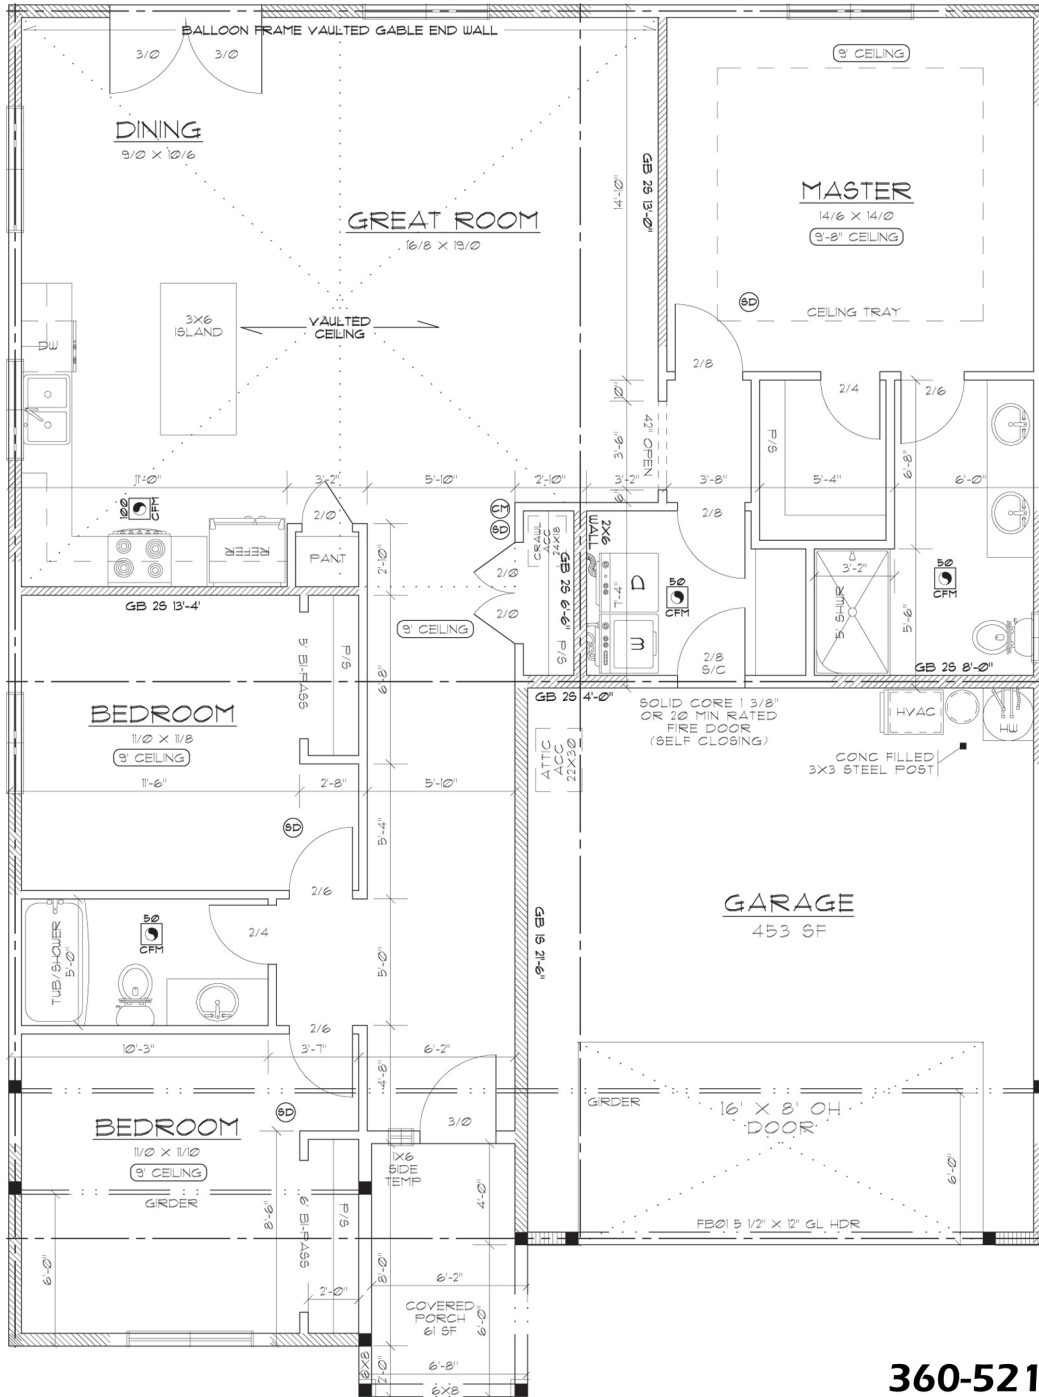 BALLOON FRAME VAULTED GABLE END WALL
3/0
3/0
9' CEILING
DINING
9/0 X 10/6
GREAT ROOM
16/8 X 19/0
14'-10"
GB 2S 13'-0"
MASTER
14/6 X 14/0
9'-8" CEILING
SD
CEILING TRAY
3X6
ISLAND
VAULTED
CEILING
DW
2/8
2/4
2/6
10"
3'-6"
42" OPEN
P/S
6'-8"
11'-0"
3'-2"
5'-10"
2'-10"
3'-2"
3'-8"
5'-4"
6'-0"
6"
100
CFM
2/0
CM
SD
2/8
REFER
PANT
2'-10"
CRAWL
ACC
24X18
2X6
WALL
2/0
2/0
GB 2S 6'-6"
7'-4"
D
W
50
CFM
3'-2"
5' SHWR
5'-6"
50
CFM
GB 2S 13'-4"
9' CEILING
5' BI-PASS
P/S
6'-8"
P/S
2/8
S/C
GB 2S 8'-0"
GB 2S 4'-0"
BEDROOM
11/0 X 11/8
9' CEILING
11'-6"
2'-8"
5'-10"
SOLID CORE 1 3/8"
OR 20 MIN RATED
FIRE DOOR
(SELF CLOSING)
HVAC
HW
ATTIC
ACC
22X30
CONC FILLED
3X3 STEEL POST
SD
5'-4"
2/6
GARAGE
453 SF
GB 1S 21'-6"
TUB/SHOWER
5'-0"
50
CFM
2/4
5'-0"
2/6
10'-3"
3'-7"
6'-2"
4'-8"
GIRDER
16' X 8' OH
DOOR
BEDROOM
11/0 X 11/10
9' CEILING
SD
3/0
1X6
SIDE
TEMP
GIRDER
8'-6"
6' BI-PASS
P/S
4'-0"
6'-0"
FB01 5 1/2" X 12" GL HDR
6'-0"
8'-0"
2'-0"
6'-2"
COVERED
PORCH
61 SF
6'-0"
6X8
2'-0"
6'-8"
6X8
360-521